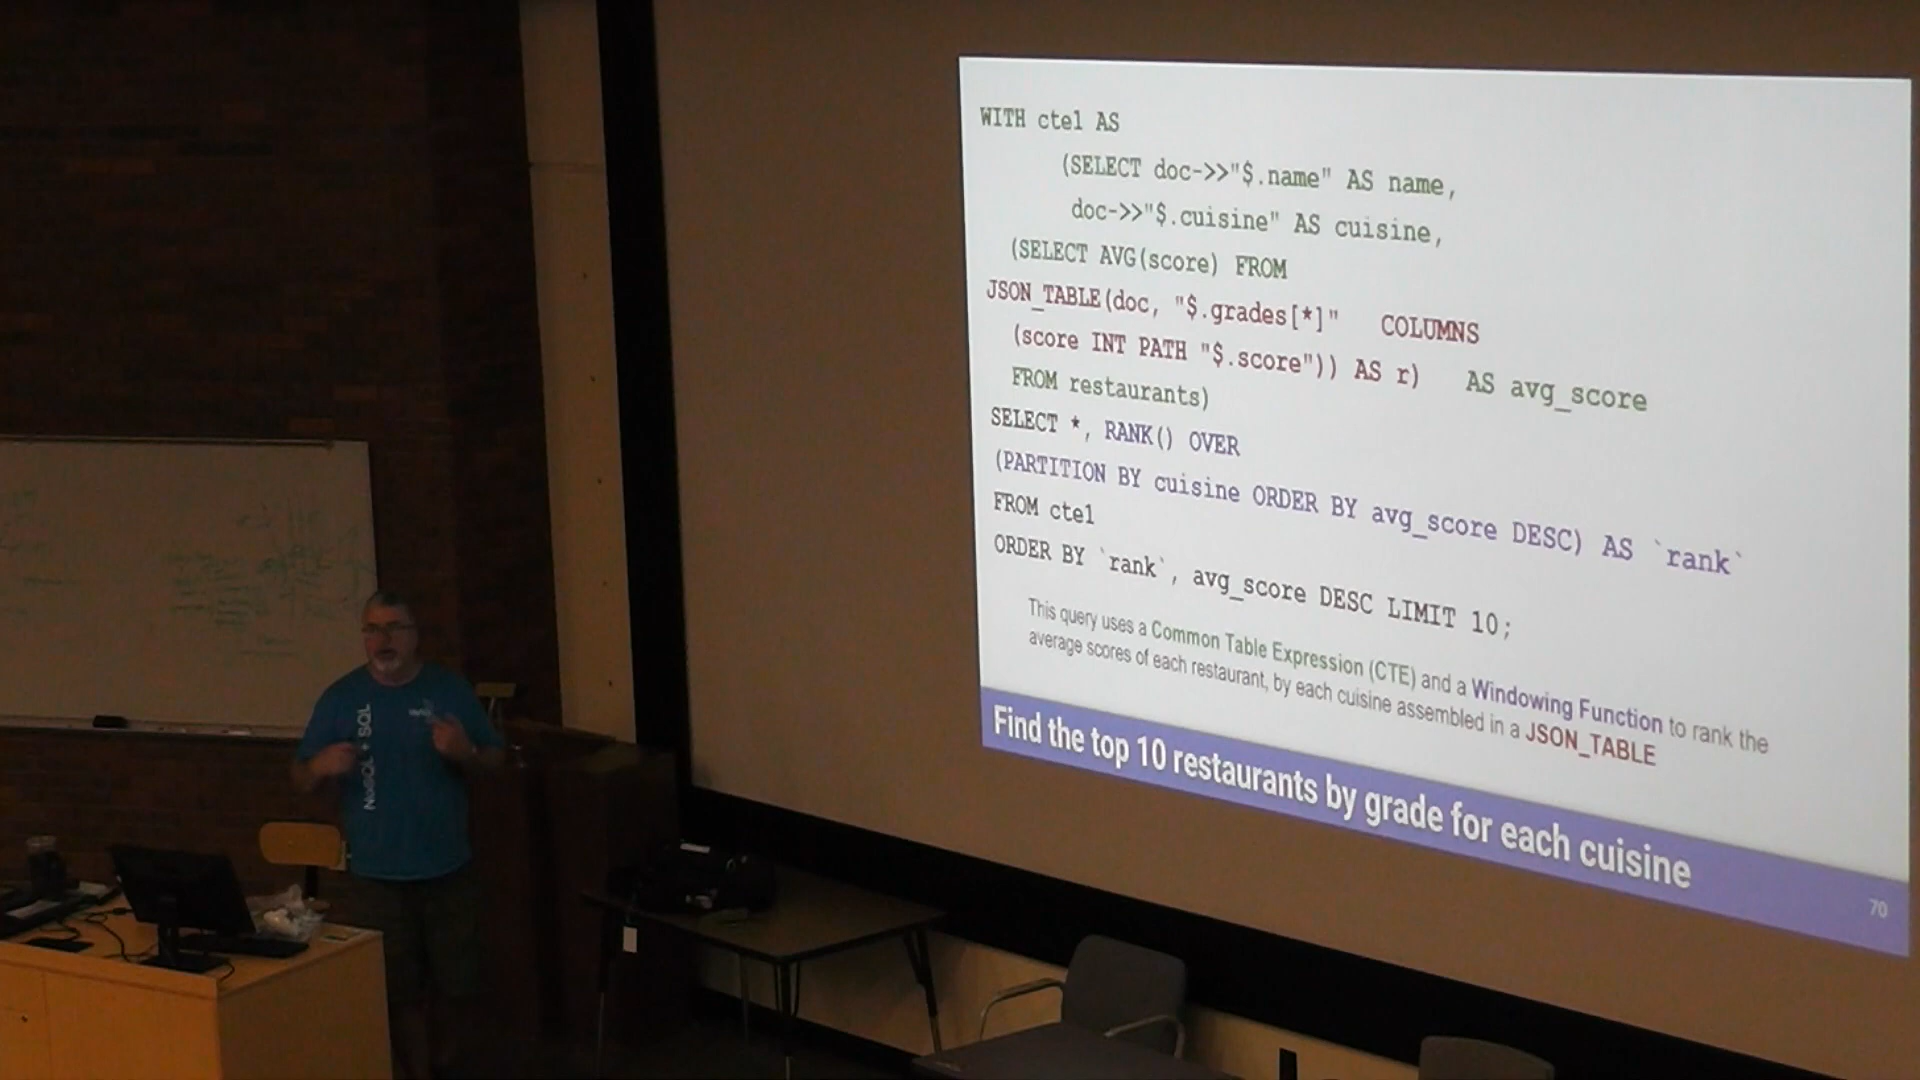 WITH cte1 AS
(SELECT doc->>"$.name" AS name,
doc->>"$.cuisine" AS cuisine,
(SELECT AVG(score) FROM
JSON_TABLE(doc, "$.grades[*]" COLUMNS
(score INT PATH "$.score")) AS r) AS avg_score
FROM restaurants)
SELECT *, RANK() OVER
(PARTITION BY cuisine ORDER BY avg_score DESC) AS `rank`
FROM cte1
ORDER BY `rank`, avg_score DESC LIMIT 10;
This query uses a Common Table Expression (CTE) and a Windowing Function to rank the
average scores of each restaurant, by each cuisine assembled in a JSON_TABLE
Find the top 10 restaurants by grade for each cuisine
70
NoSQL + SQL